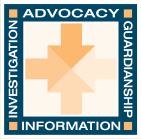 ADVOCACY
INVESTIGATION
GUARDIANSHIP
INFORMATION